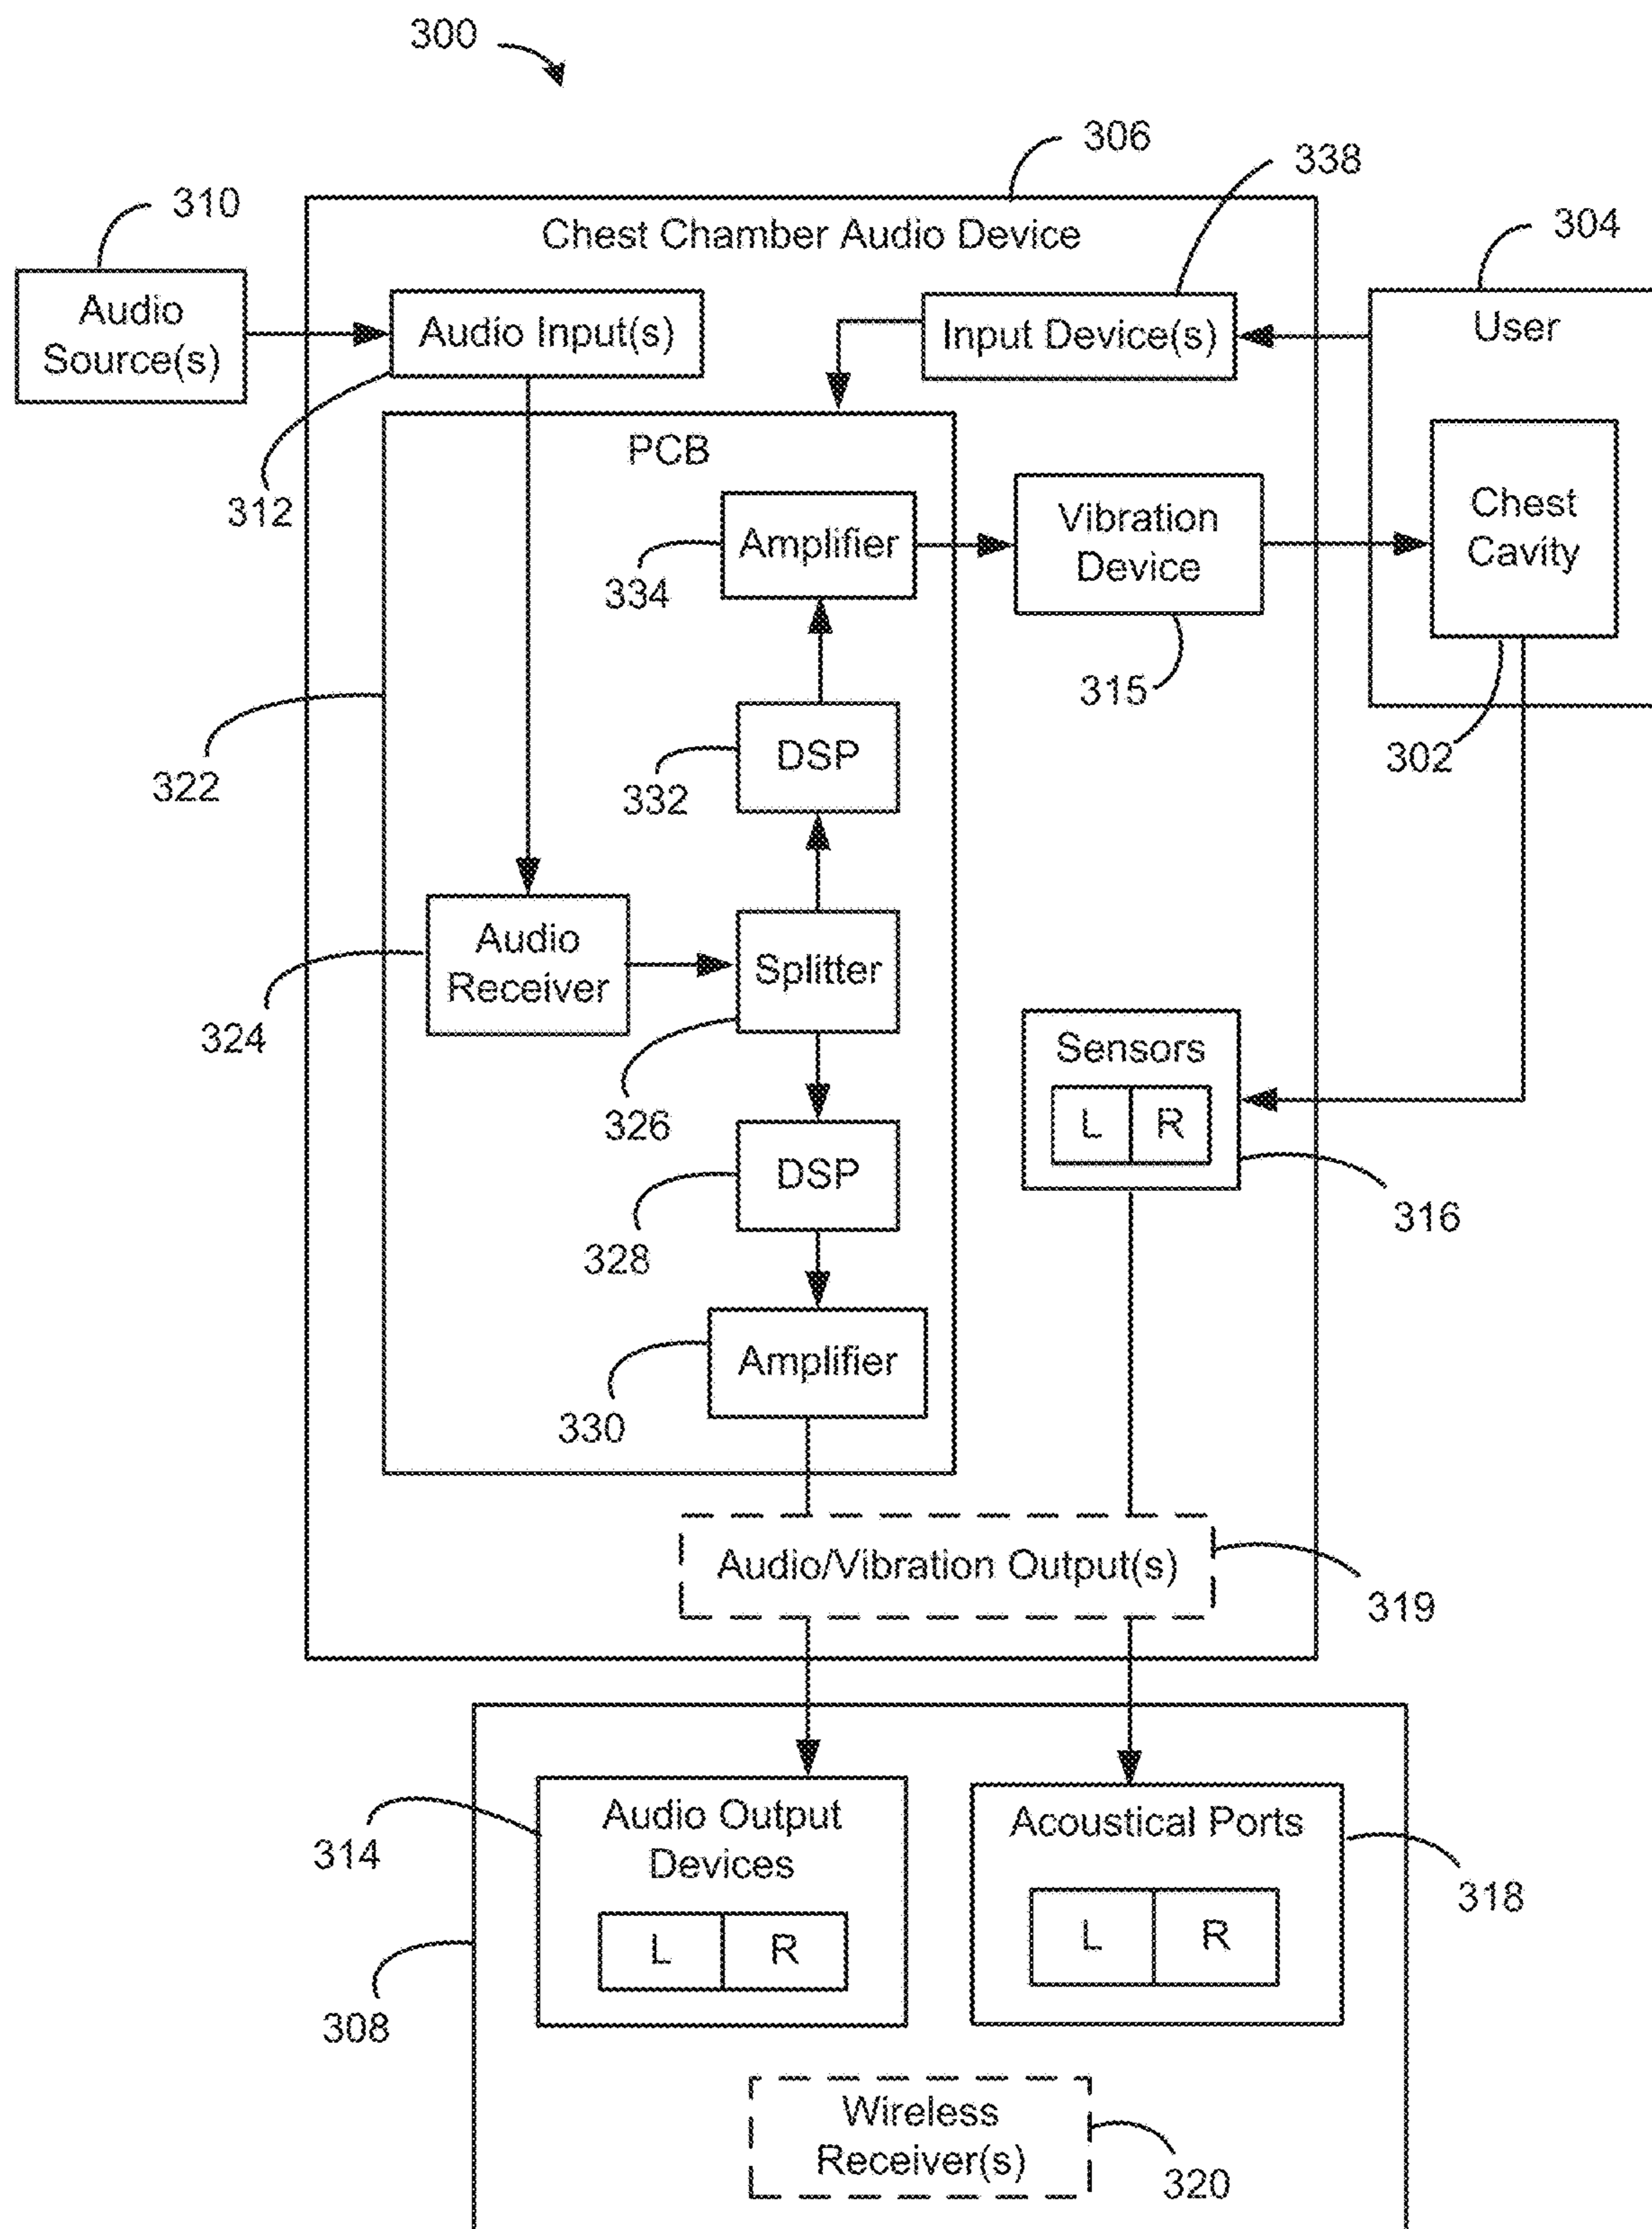 300
306
338
310
304
Chest Chamber Audio Device
Audio
Source(s)
Audio Input(s)
Input Device(s)
User
312
PCB
Amplifier
334
Vibration
Device
315
Chest
Cavity
302
322
DSP
332
Audio
Receiver
324
Splitter
326
Sensors
L R
316
DSP
328
Amplifier
330
Audio/Vibration Output(s)
319
Audio Output
Devices
L R
314
Acoustical Ports
L R
318
308
Wireless
Receiver(s)
320